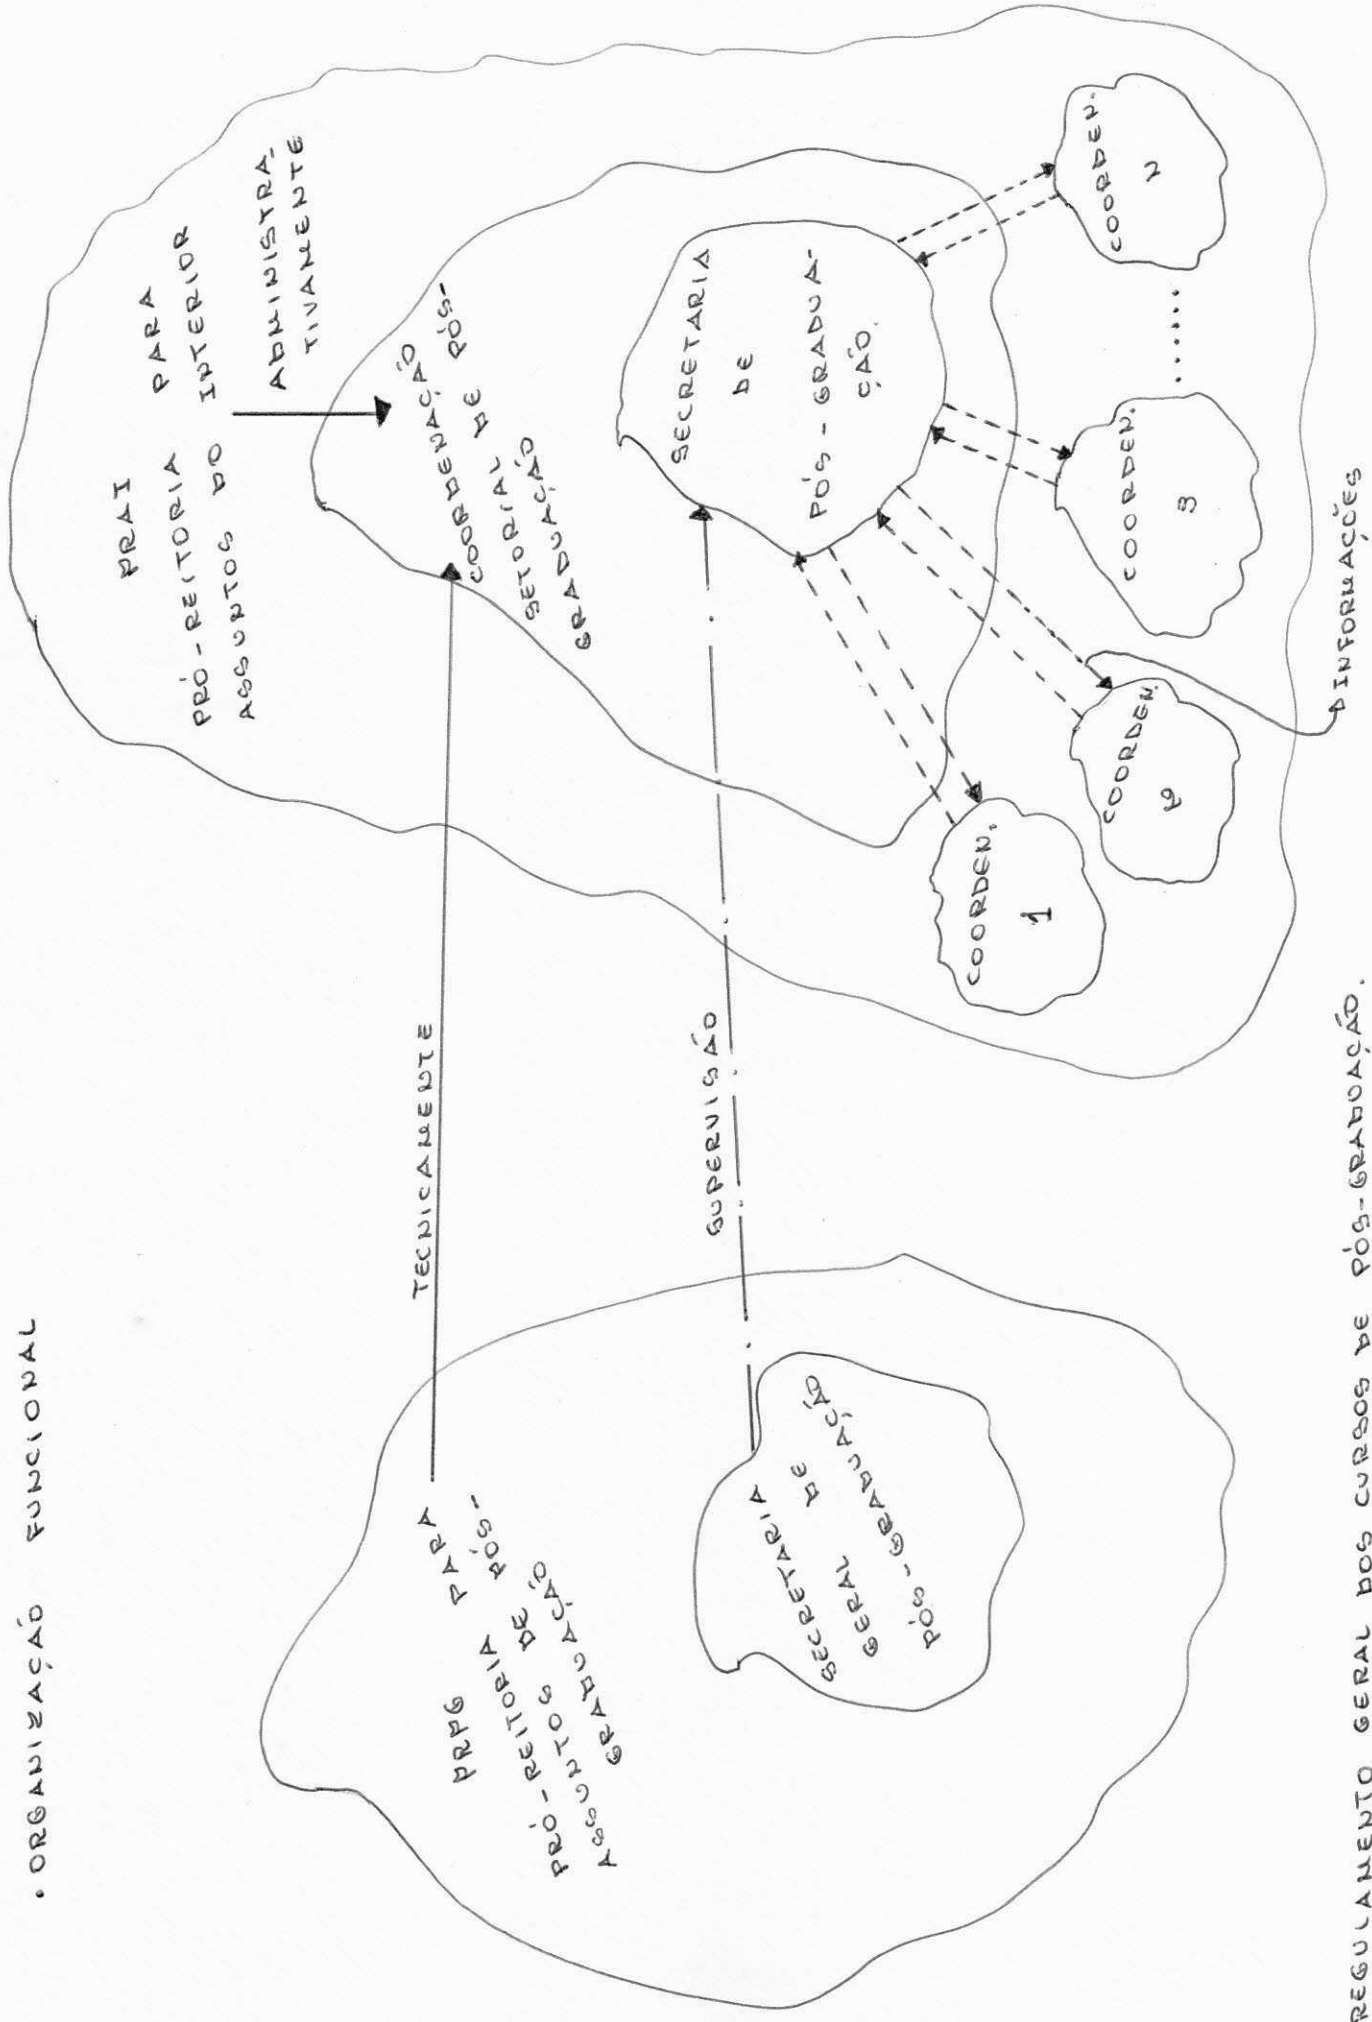 . ORGANIZAÇÃO FUNCIONAL
PRAI
PRÓ-REITORIA PARA
ASSUNTOS DO INTERIOR
ADMINISTRA-
TIVAMENTE
TECNICAMENTE
COORDENAÇÃO
SETORIAL DE PÓS-
GRADUAÇÃO
PRPG
PRÓ-REITORIA PARA
ASSUNTOS DE PÓS-
GRADUAÇÃO
SUPERVISÃO
SECRETARIA
DE
PÓS-GRADUA-
ÇÃO.
SECRETARIA
GERAL DE
PÓS-GRADUAÇÃO
COORDEN.
1
COORDEN.
2
COORDEN.
3
......
COORDEN.
N
INFORMAÇÕES
REGULAMENTO GERAL DOS CURSOS DE PÓS-GRADUAÇÃO.